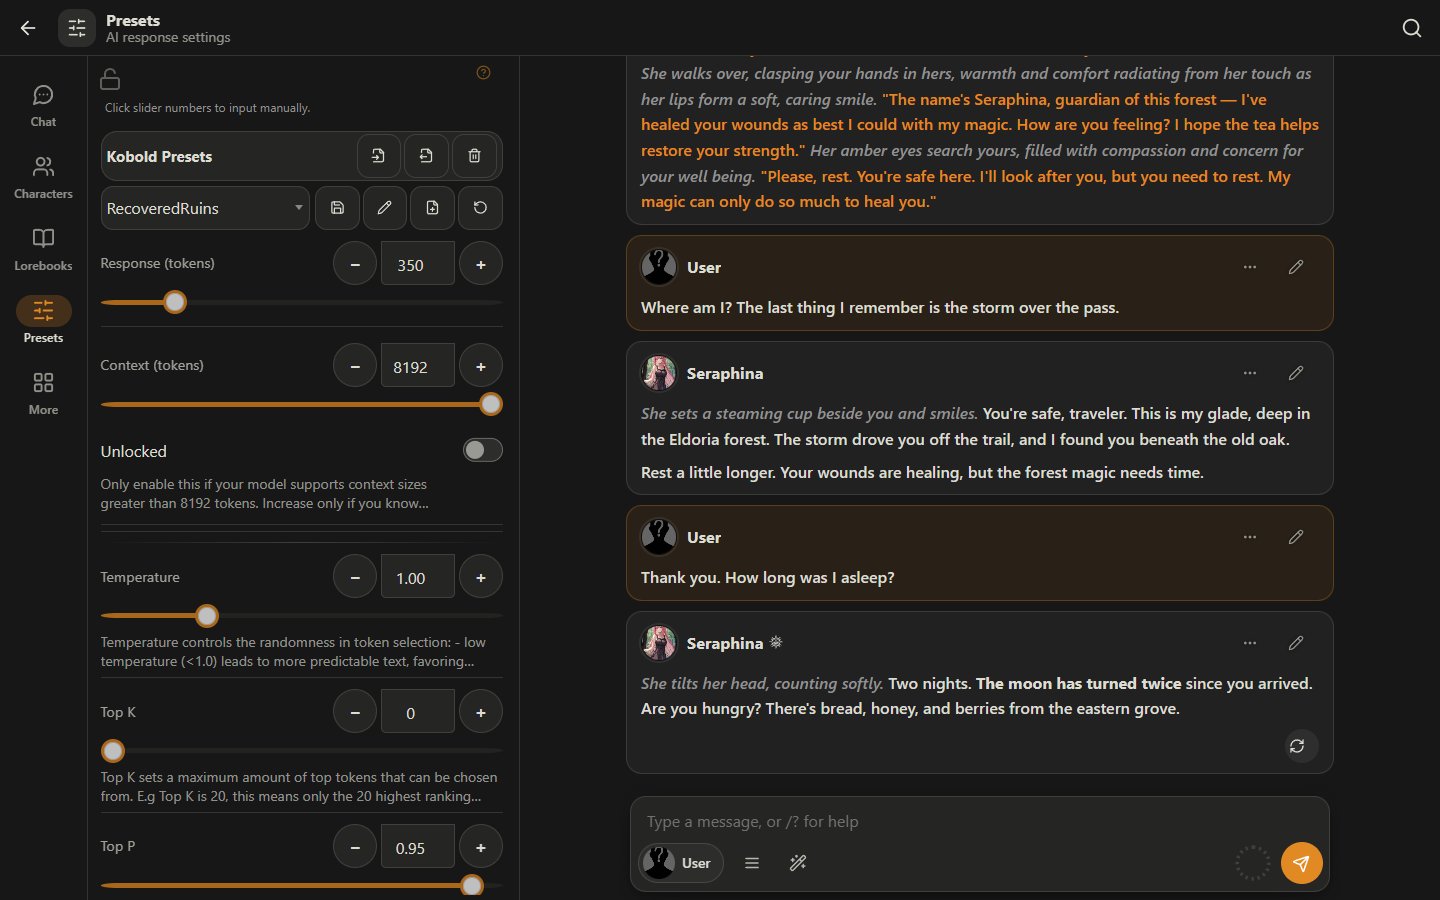 Presets
AI response settings
Chat
Characters
Lorebooks
Presets
More
Click slider numbers to input manually.
Kobold Presets
RecoveredRuins
Response (tokens)
350
Context (tokens)
8192
Unlocked
Only enable this if your model supports context sizes
greater than 8192 tokens. Increase only if you know...
Temperature
1.00
Temperature controls the randomness in token selection: - low
temperature (<1.0) leads to more predictable text, favoring...
Top K
0
Top K sets a maximum amount of top tokens that can be chosen
from. E.g Top K is 20, this means only the 20 highest ranking...
Top P
0.95
She walks over, clasping your hands in hers, warmth and comfort radiating from her touch as
her lips form a soft, caring smile. "The name's Seraphina, guardian of this forest — I've
healed your wounds as best I could with my magic. How are you feeling? I hope the tea helps
restore your strength." Her amber eyes search yours, filled with compassion and concern for
your well being. "Please, rest. You're safe here. I'll look after you, but you need to rest. My
magic can only do so much to heal you."
User
Where am I? The last thing I remember is the storm over the pass.
Seraphina
She sets a steaming cup beside you and smiles. You're safe, traveler. This is my glade, deep in
the Eldoria forest. The storm drove you off the trail, and I found you beneath the old oak.
Rest a little longer. Your wounds are healing, but the forest magic needs time.
User
Thank you. How long was I asleep?
Seraphina
She tilts her head, counting softly. Two nights. The moon has turned twice since you arrived.
Are you hungry? There's bread, honey, and berries from the eastern grove.
Type a message, or /? for help
User